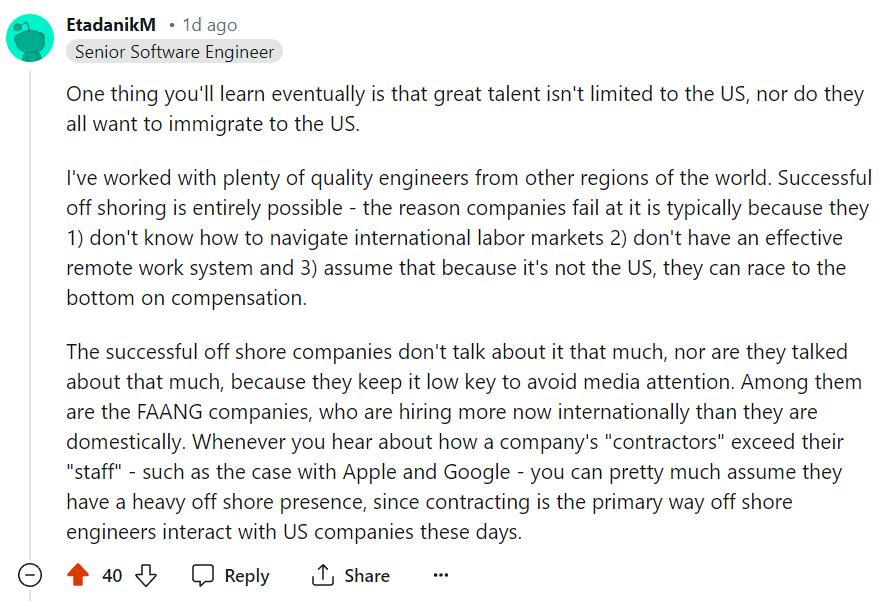 EtadanikM • 1d ago
Senior Software Engineer
One thing you'll learn eventually is that great talent isn't limited to the US, nor do they
all want to immigrate to the US.
I've worked with plenty of quality engineers from other regions of the world. Successful
off shoring is entirely possible - the reason companies fail at it is typically because they
1) don't know how to navigate international labor markets 2) don't have an effective
remote work system and 3) assume that because it's not the US, they can race to the
bottom on compensation.
The successful off shore companies don't talk about it that much, nor are they talked
about that much, because they keep it low key to avoid media attention. Among them
are the FAANG companies, who are hiring more now internationally than they are
domestically. Whenever you hear about how a company's "contractors" exceed their
"staff" - such as the case with Apple and Google - you can pretty much assume they
have a heavy off shore presence, since contracting is the primary way off shore
engineers interact with US companies these days.
40 Reply Share ...